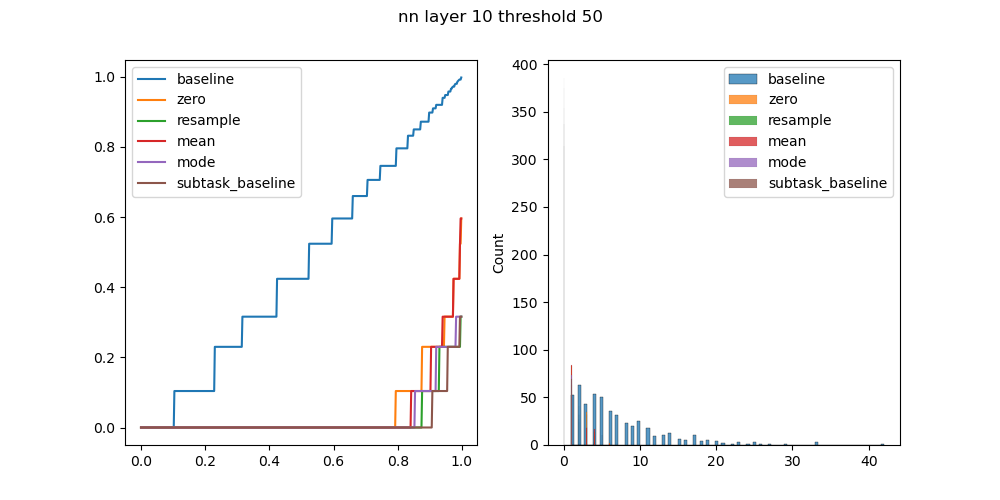 nn layer 10 threshold 50
baseline
zero
resample
mean
mode
subtask_baseline
1.0
0.8
0.6
0.4
0.2
0.0
0.0 0.2 0.4 0.6 0.8 1.0
baseline
zero
resample
mean
mode
subtask_baseline
Count
400
350
300
250
200
150
100
50
0
0 10 20 30 40